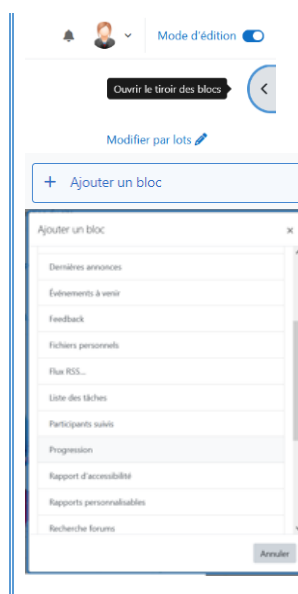 Mode d'édition
Ouvrir le tiroir des blocs
Modifier par lots
+ Ajouter un bloc
Ajouter un bloc ×
Dernières annonces
Événements à venir
Feedback
Fichiers personnels
Flux RSS...
Liste des tâches
Participants suivis
Progression
Rapport d'accessibilité
Rapports personnalisables
Recherche forums
Annuler